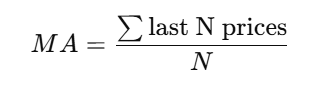 MA = ∑ last N prices / N